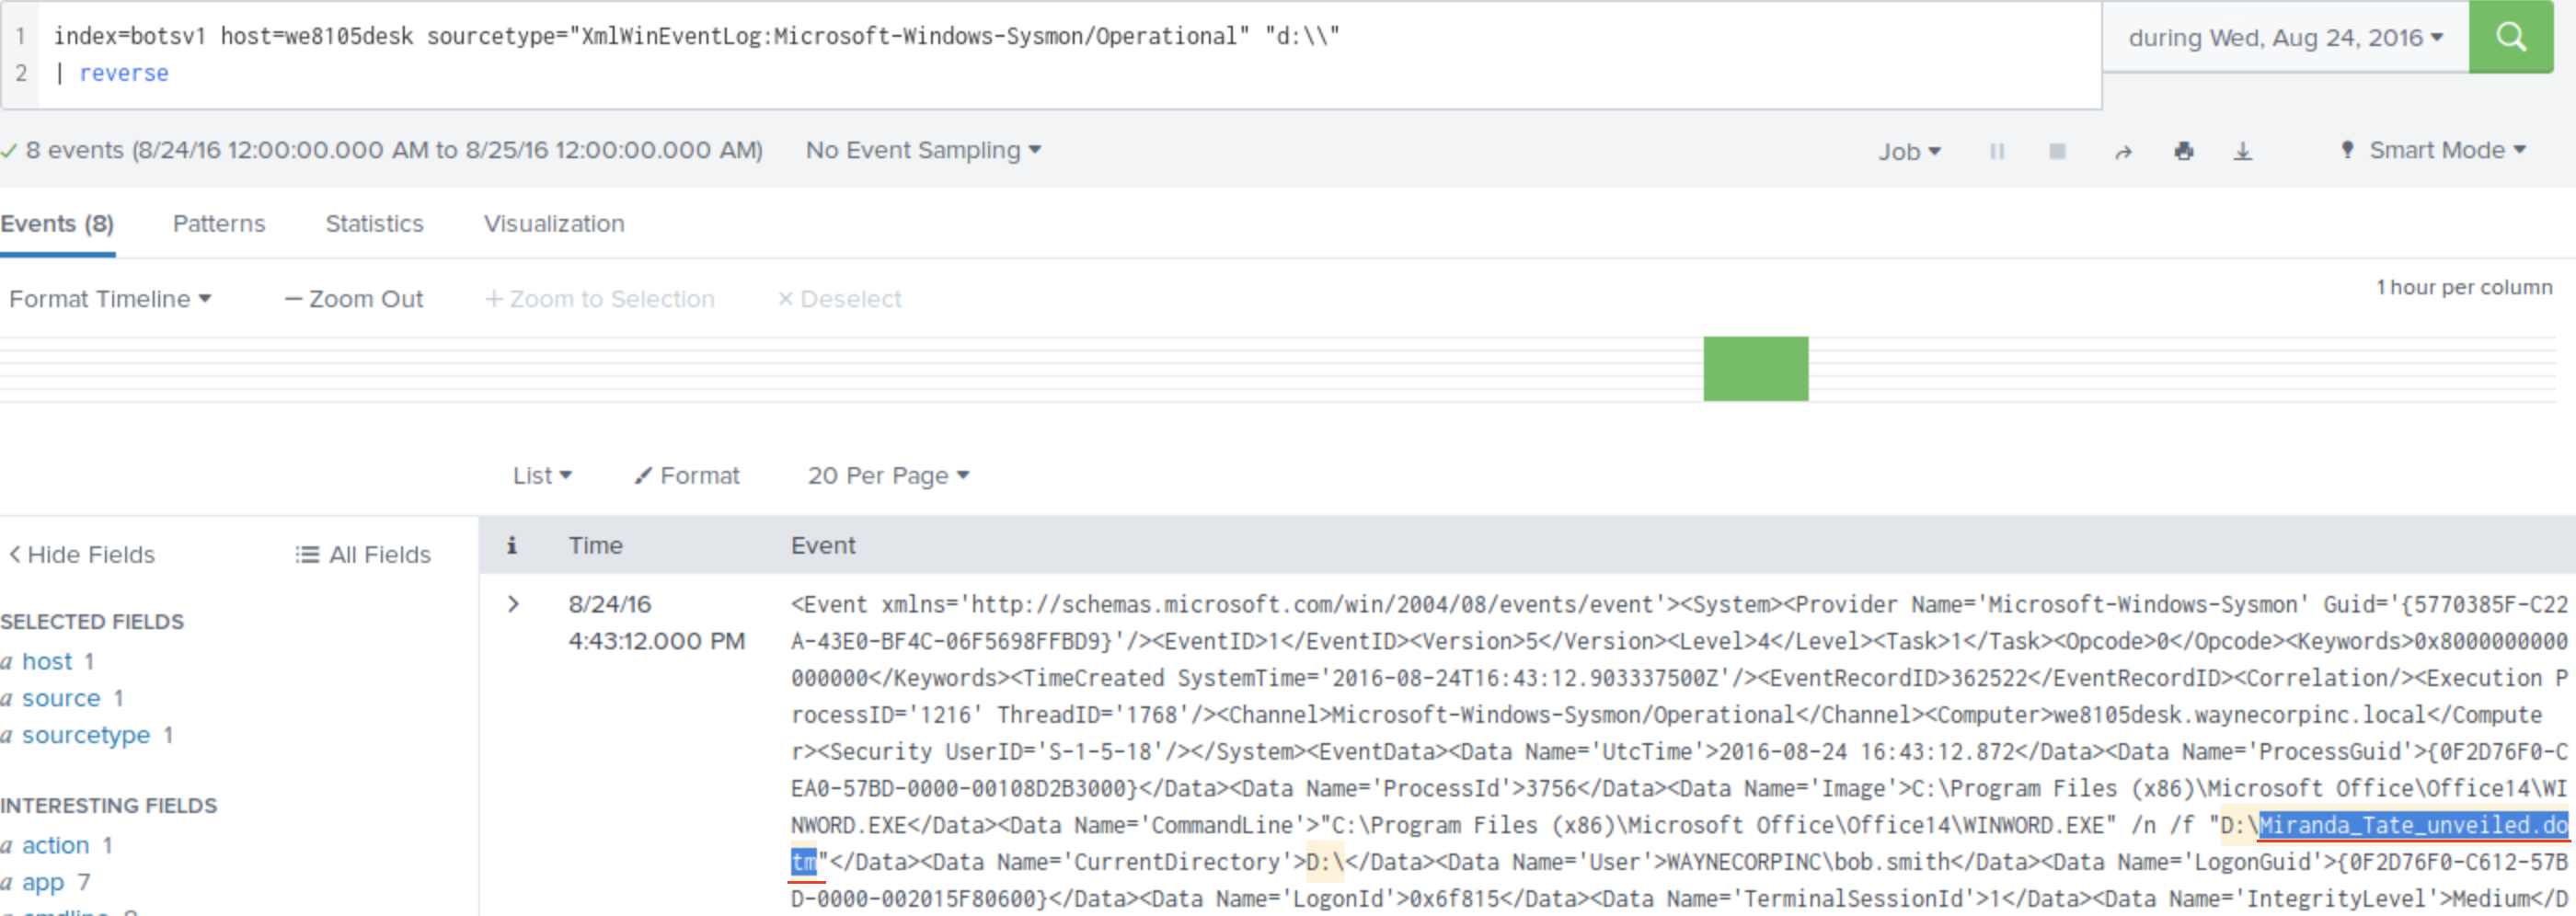 1 index=botsv1 host=we8105desk sourcetype="XmlWinEventLog:Microsoft-Windows-Sysmon/Operational" "d:\\"
2 | reverse
during Wed, Aug 24, 2016
8 events (8/24/16 12:00:00.000 AM to 8/25/16 12:00:00.000 AM) No Event Sampling Job Smart Mode
Events (8) Patterns Statistics Visualization
Format Timeline — Zoom Out + Zoom to Selection × Deselect 1 hour per column
List Format 20 Per Page
< Hide Fields All Fields
SELECTED FIELDS
a host 1
a source 1
a sourcetype 1
INTERESTING FIELDS
a action 1
a app 7
i Time Event
8/24/16
4:43:12.000 PM
<Event xmlns='http://schemas.microsoft.com/win/2004/08/events/event'><System><Provider Name='Microsoft-Windows-Sysmon' Guid='{5770385F-C22
A-43E0-BF4C-06F5698FFBD9}'/><EventID>1</EventID><Version>5</Version><Level>4</Level><Task>1</Task><Opcode>0</Opcode><Keywords>0x8000000000
000000</Keywords><TimeCreated SystemTime='2016-08-24T16:43:12.903337500Z'/><EventRecordID>362522</EventRecordID><Correlation/><Execution P
rocessID='1216' ThreadID='1768'/><Channel>Microsoft-Windows-Sysmon/Operational</Channel><Computer>we8105desk.waynecorpinc.local</Compute
r><Security UserID='S-1-5-18'/></System><EventData><Data Name='UtcTime'>2016-08-24 16:43:12.872</Data><Data Name='ProcessGuid'>{0F2D76F0-C
EA0-57BD-0000-00108D2B3000}</Data><Data Name='ProcessId'>3756</Data><Data Name='Image'>C:\Program Files (x86)\Microsoft Office\Office14\WI
NWORD.EXE</Data><Data Name='CommandLine'>"C:\Program Files (x86)\Microsoft Office\Office14\WINWORD.EXE" /n /f "D:\Miranda_Tate_unveiled.do
tm"</Data><Data Name='CurrentDirectory'>D:\</Data><Data Name='User'>WAYNECORPINC\bob.smith</Data><Data Name='LogonGuid'>{0F2D76F0-C612-57B
D-0000-002015F80600}</Data><Data Name='LogonId'>0x6f815</Data><Data Name='TerminalSessionId'>1</Data><Data Name='IntegrityLevel'>Medium</D